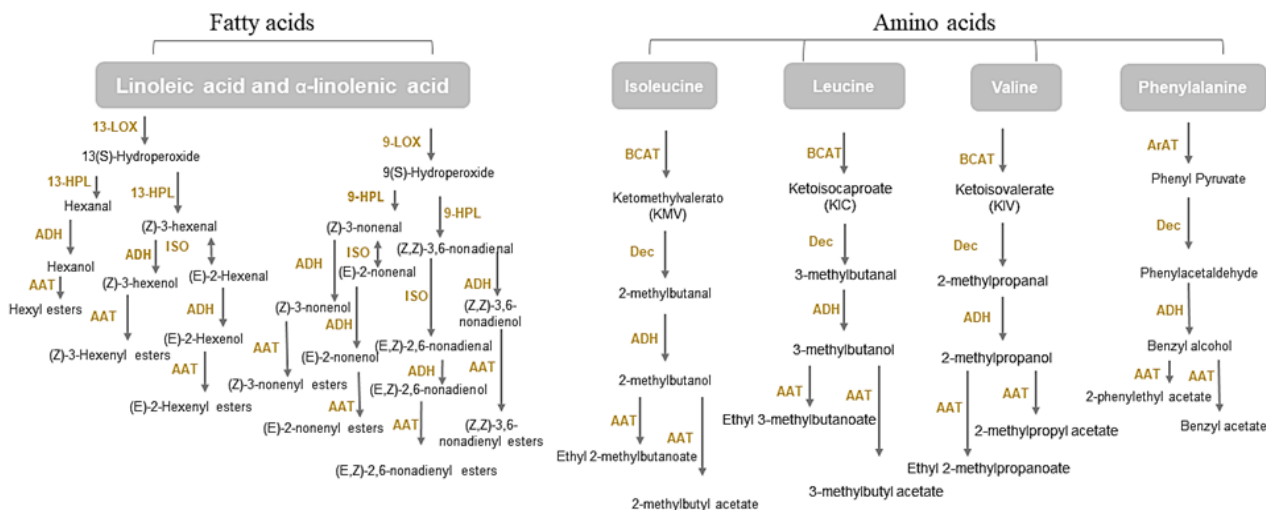 Fatty acids
Amino acids
Linoleic acid and α-linolenic acid
Isoleucine
Leucine
Valine
Phenylalanine
13-LOX
13(S)-Hydroperoxide
13-HPL
Hexanal
ADH
Hexanol
AAT
Hexyl esters
13-HPL
(Z)-3-hexenal
ADH
ISO
(Z)-3-hexenol
AAT
(Z)-3-Hexenyl esters
(E)-2-Hexenal
ADH
(E)-2-Hexenol
AAT
(E)-2-Hexenyl esters
9-LOX
9(S)-Hydroperoxide
9-HPL
(Z)-3-nonenal
ADH
ISO
(Z)-3-nonenol
AAT
(Z)-3-nonenyl esters
(E)-2-nonenal
ADH
(E)-2-nonenol
AAT
(E)-2-nonenyl esters
9-HPL
(Z,Z)-3,6-nonadienal
ISO
(E,Z)-2,6-nonadienal
ADH
(E,Z)-2,6-nonadienol
AAT
(E,Z)-2,6-nonadienyl esters
ADH
(Z,Z)-3,6-
nonadienol
AAT
(Z,Z)-3,6-
nonadienyl esters
BCAT
Ketomethylvalerato
(KMV)
Dec
2-methylbutanal
ADH
2-methylbutanol
AAT
AAT
Ethyl 2-methylbutanoate
2-methylbutyl acetate
BCAT
Ketoisocaproate
(KIC)
Dec
3-methylbutanal
ADH
3-methylbutanol
AAT
AAT
Ethyl 3-methylbutanoate
3-methylbutyl acetate
BCAT
Ketoisovalerate
(KIV)
Dec
2-methylpropanal
ADH
2-methylpropanol
AAT
AAT
2-methylpropyl acetate
Ethyl 2-methylpropanoate
ArAT
Phenyl Pyruvate
Dec
Phenylacetaldehyde
ADH
Benzyl alcohol
AAT
AAT
2-phenylethyl acetate
Benzyl acetate